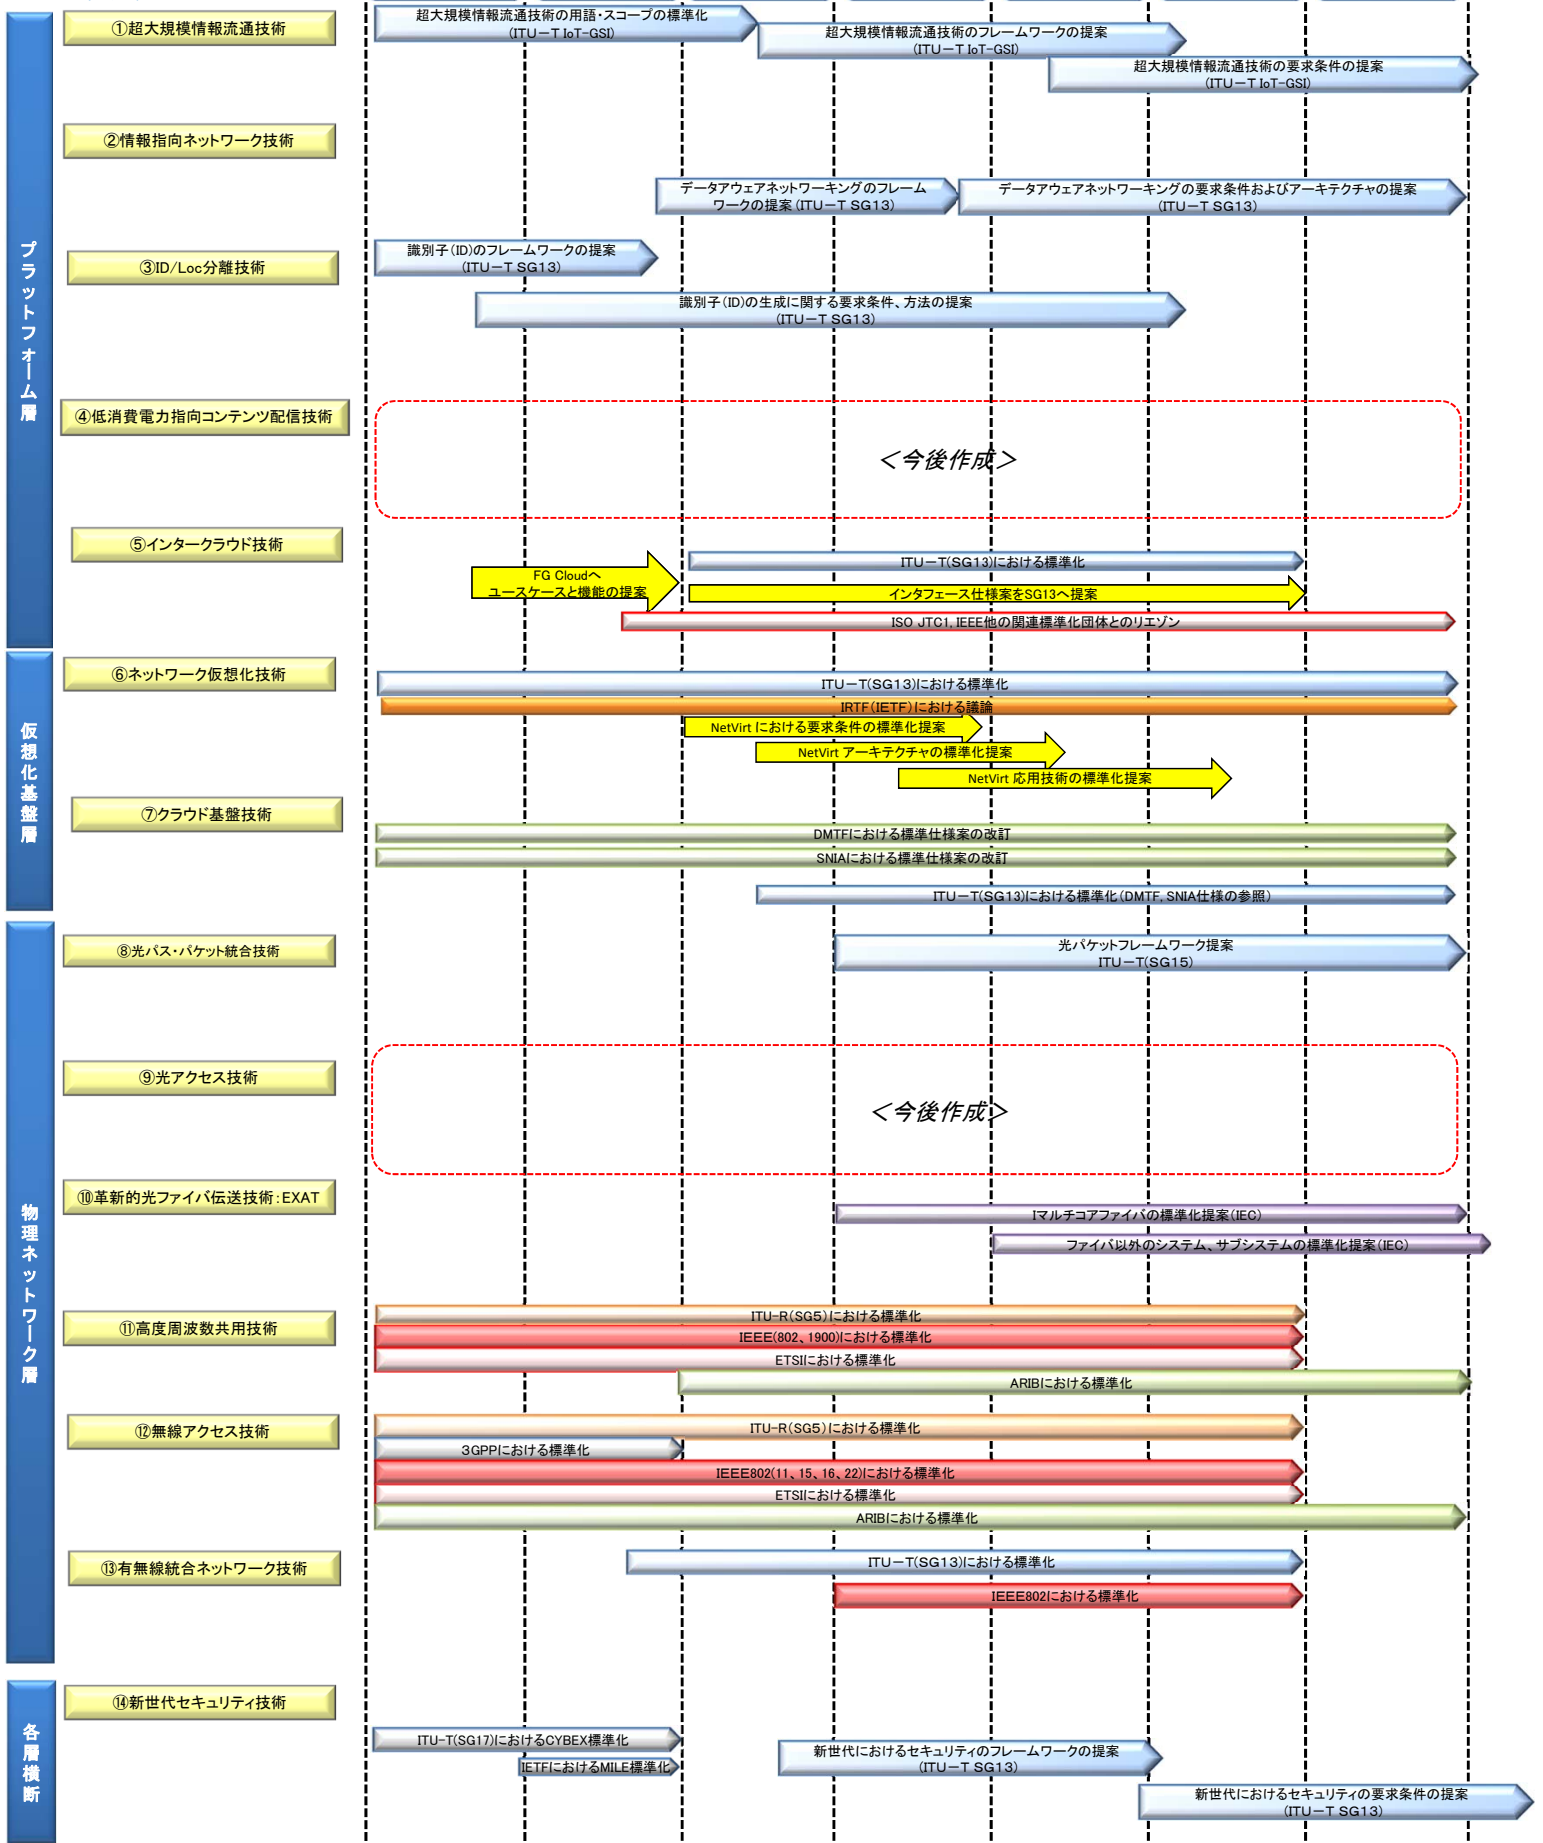 プラットフォーム層
①超大規模情報流通技術
超大規模情報流通技術の用語・スコープの標準化
(ITU-T IoT-GSI)
超大規模情報流通技術のフレームワークの提案
(ITU-T IoT-GSI)
超大規模情報流通技術の要求条件の提案
(ITU-T IoT-GSI)
②情報指向ネットワーク技術
データアウェアネットワーキングのフレーム
ワークの提案(ITU-T SG13)
データアウェアネットワーキングの要求条件およびアーキテクチャの提案
(ITU-T SG13)
③ID/Loc分離技術
識別子(ID)のフレームワークの提案
(ITU-T SG13)
識別子(ID)の生成に関する要求条件、方法の提案
(ITU-T SG13)
④低消費電力指向コンテンツ配信技術
<今後作成>
⑤インタークラウド技術
FG Cloudへ
ユースケースと機能の提案
ITU-T(SG13)における標準化
インタフェース仕様案をSG13へ提案
ISO JTC1, IEEE他の関連標準化団体とのリエゾン
仮想化基盤層
⑥ネットワーク仮想化技術
ITU-T(SG13)における標準化
IRTF(IETF)における議論
NetVirt における要求条件の標準化提案
NetVirt アーキテクチャの標準化提案
NetVirt 応用技術の標準化提案
⑦クラウド基盤技術
DMTFにおける標準仕様案の改訂
SNIAにおける標準仕様案の改訂
ITU-T(SG13)における標準化(DMTF, SNIA仕様の参照)
物理ネットワーク層
⑧光パス・パケット統合技術
光パケットフレームワーク提案
ITU-T(SG15)
⑨光アクセス技術
<今後作成>
⑩革新的光ファイバ伝送技術:EXAT
Iマルチコアファイバの標準化提案(IEC)
ファイバ以外のシステム、サブシステムの標準化提案(IEC)
⑪高度周波数共用技術
ITU-R(SG5)における標準化
IEEE(802、1900)における標準化
ETSIにおける標準化
ARIBにおける標準化
⑫無線アクセス技術
ITU-R(SG5)における標準化
3GPPにおける標準化
IEEE802(11、15、16、22)における標準化
ETSIにおける標準化
ARIBにおける標準化
⑬有無線統合ネットワーク技術
ITU-T(SG13)における標準化
IEEE802における標準化
各層横断
⑭新世代セキュリティ技術
ITU-T(SG17)におけるCYBEX標準化
IETFにおけるMILE標準化
新世代におけるセキュリティのフレームワークの提案
(ITU-T SG13)
新世代におけるセキュリティの要求条件の提案
(ITU-T SG13)